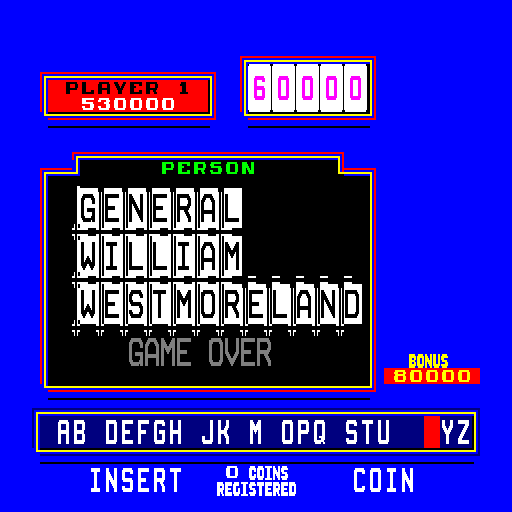 PLAYER 1
530000
60000
PERSON
GENERAL
WILLIAM
WESTMORELAND
GAME OVER
BONUS
80000
AB DEFGH JK M OPQ STU YZ
INSERT
0 COINS
REGISTERED
COIN